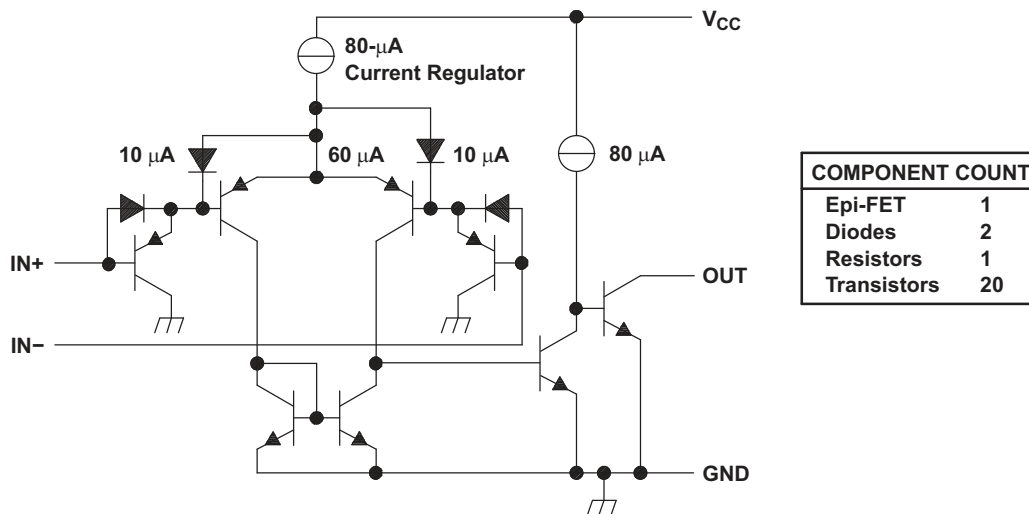 V_CC
80-μA
Current Regulator
10 μA
60 μA
10 μA
80 μA
IN+
OUT
IN−
GND
COMPONENT COUNT
Epi-FET 1
Diodes 2
Resistors 1
Transistors 20